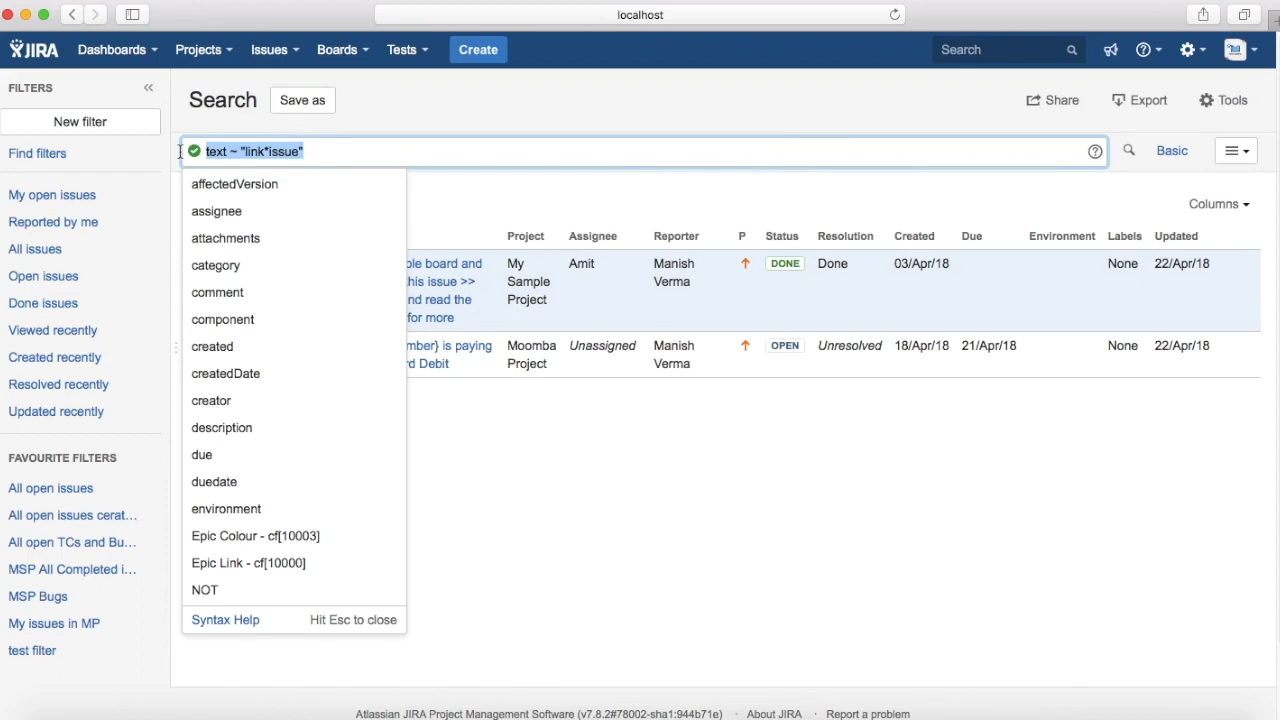 localhost
JIRA Dashboards Projects Issues Boards Tests Create Search
FILTERS
New filter
Find filters
My open issues
Reported by me
All issues
Open issues
Done issues
Viewed recently
Created recently
Resolved recently
Updated recently
FAVOURITE FILTERS
All open issues
All open issues cerat...
All open TCs and Bu...
MSP All Completed i...
MSP Bugs
My issues in MP
test filter
Search Save as Share Export Tools
text ~ "link*issue" Basic
affectedVersion
assignee
attachments
category
comment
component
created
createdDate
creator
description
due
duedate
environment
Epic Colour - cf[10003]
Epic Link - cf[10000]
NOT
Syntax Help Hit Esc to close
Columns
Project Assignee Reporter P Status Resolution Created Due Environment Labels Updated
ble board and My Amit Manish DONE Done 03/Apr/18 None 22/Apr/18
his issue >> Sample Verma
nd read the Project
for more
mber} is paying Moomba Unassigned Manish OPEN Unresolved 18/Apr/18 21/Apr/18 None 22/Apr/18
rd Debit Project Verma
Atlassian JIRA Project Management Software (v7.8.2#78002-sha1:944b71e) · About JIRA · Report a problem